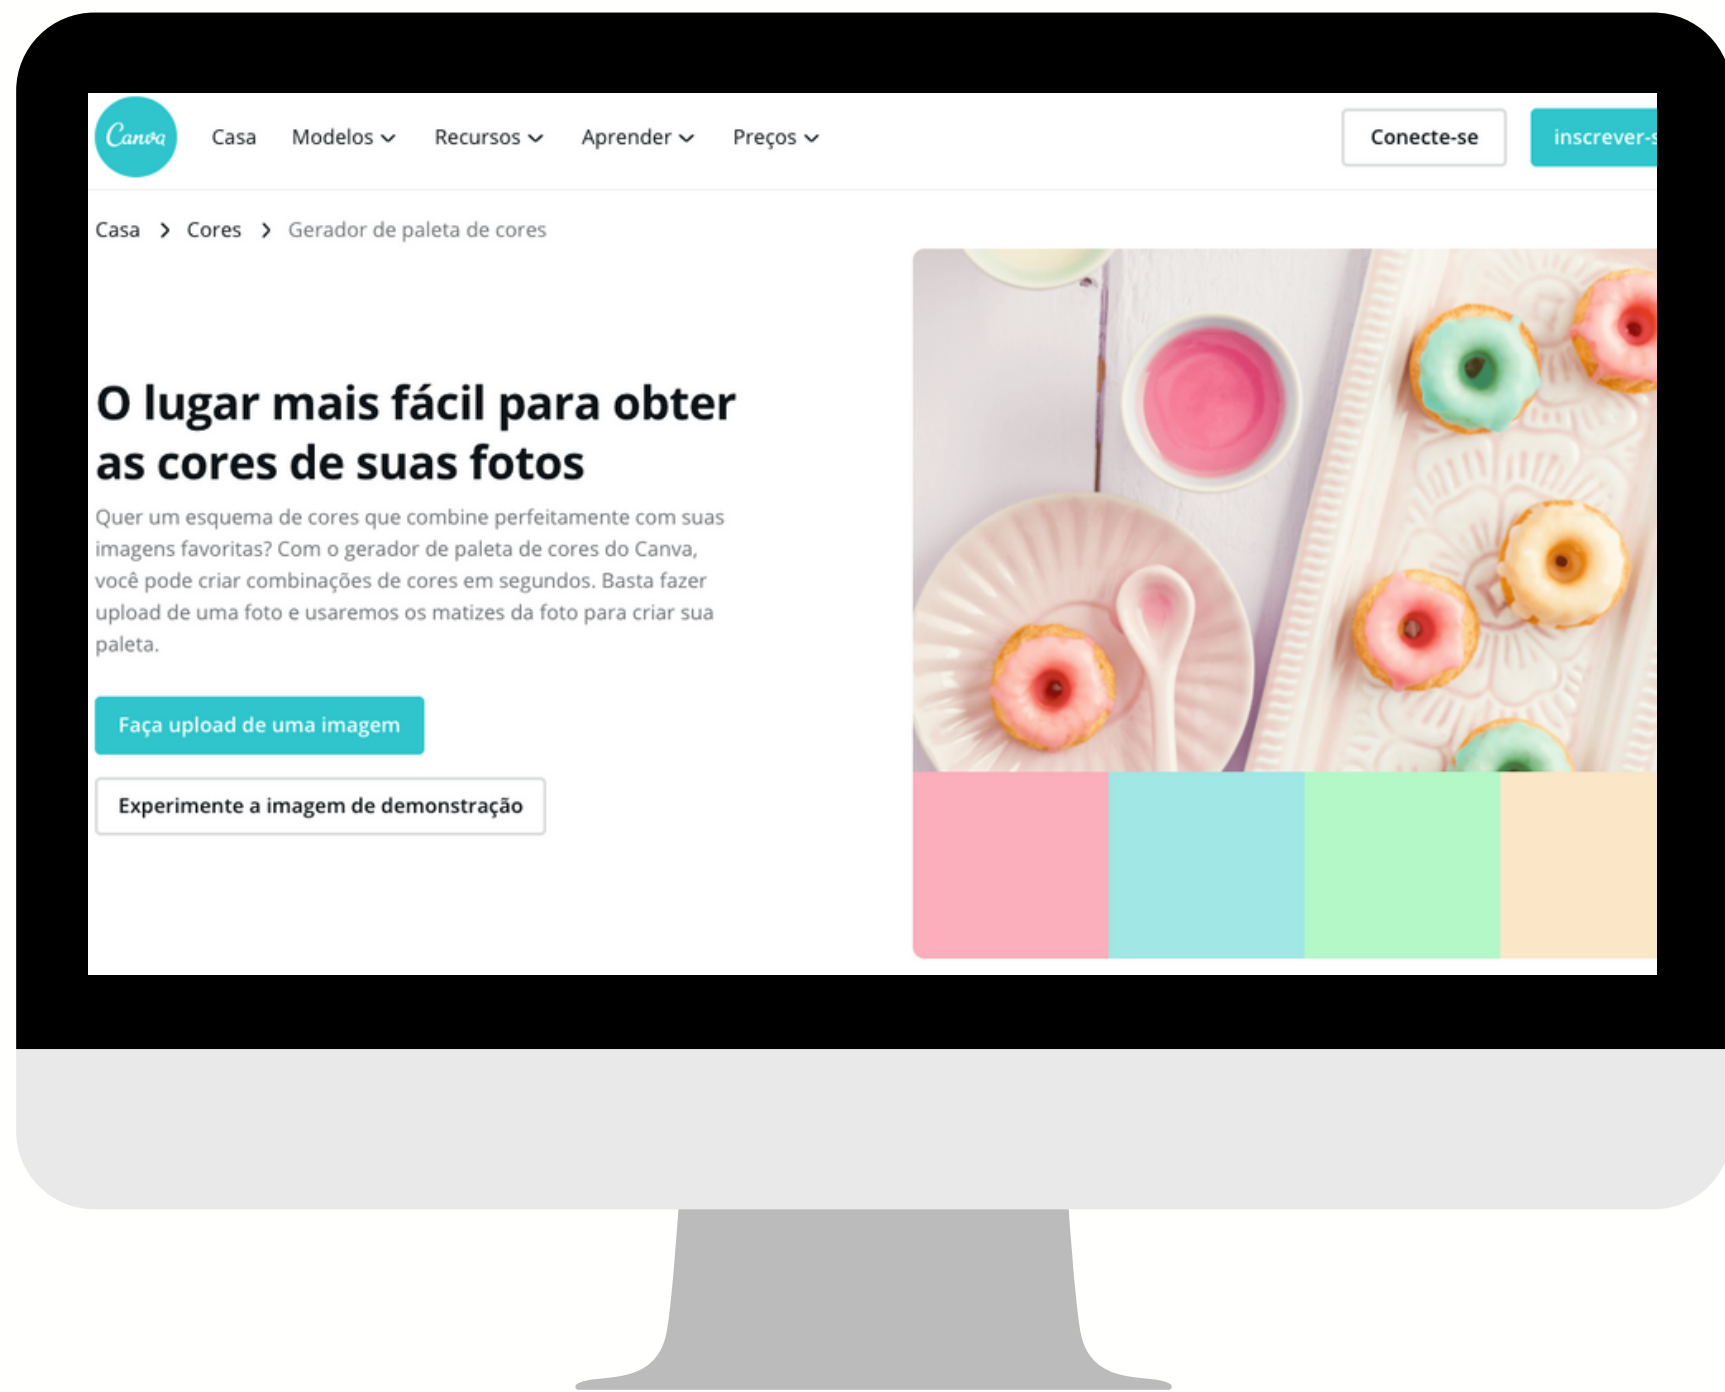 Canva
Casa Modelos Recursos Aprender Preços Conecte-se inscrever-s
Casa > Cores > Gerador de paleta de cores
O lugar mais fácil para obter
as cores de suas fotos
Quer um esquema de cores que combine perfeitamente com suas
imagens favoritas? Com o gerador de paleta de cores do Canva,
você pode criar combinações de cores em segundos. Basta fazer
upload de uma foto e usaremos os matizes da foto para criar sua
paleta.
Faça upload de uma imagem
Experimente a imagem de demonstração